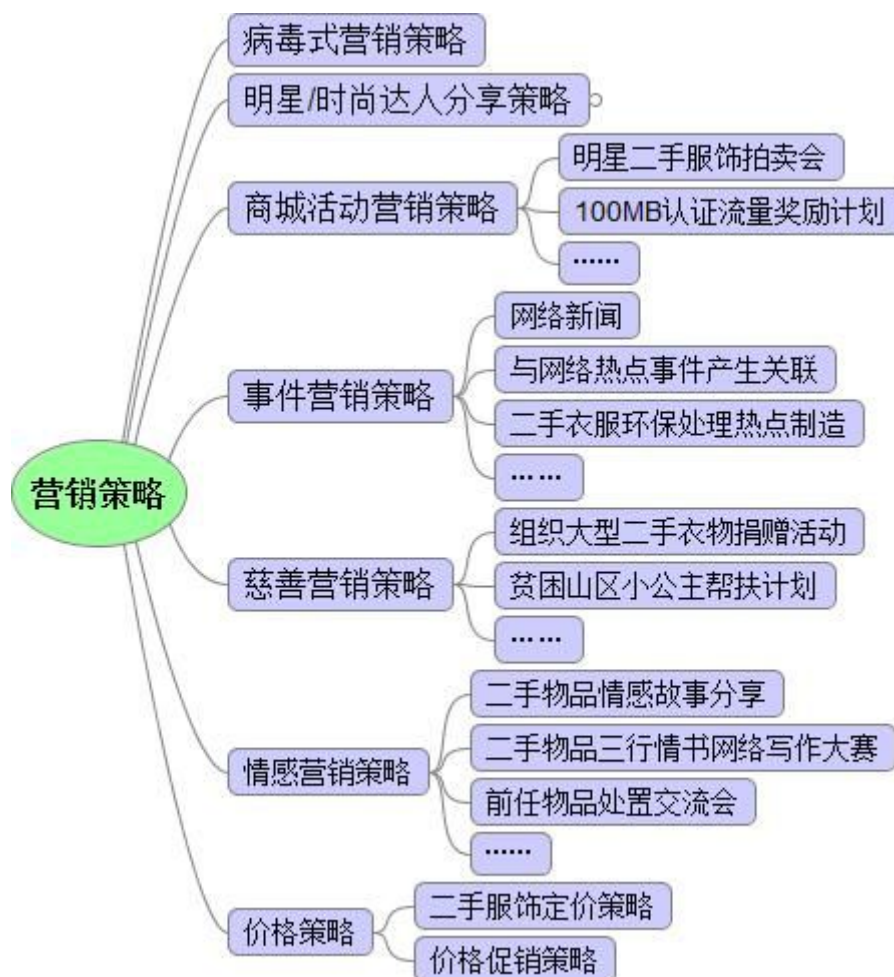 病毒式营销策略
明星/时尚达人分享策略
商城活动营销策略
明星二手服饰拍卖会
100MB认证流量奖励计划
……
事件营销策略
网络新闻
与网络热点事件产生关联
二手衣服环保处理热点制造
……
营销策略
慈善营销策略
组织大型二手衣物捐赠活动
贫困山区小公主帮扶计划
……
情感营销策略
二手物品情感故事分享
二手物品三行情书网络写作大赛
前任物品处置交流会
……
价格策略
二手服饰定价策略
价格促销策略